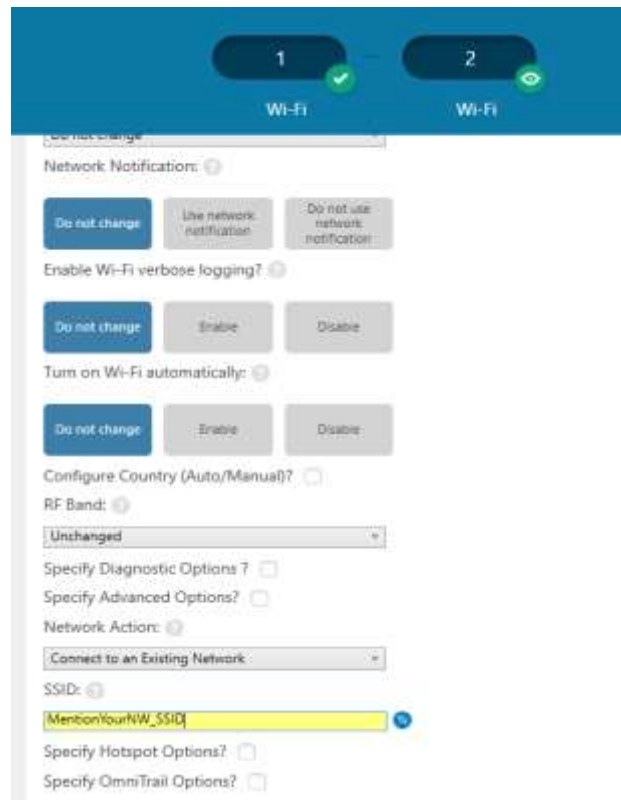 1
2
Wi-Fi
Wi-Fi
Do not change
Network Notification:
Do not change
Use network notification
Do not use network notification
Enable Wi-Fi verbose logging?
Do not change
Enable
Disable
Turn on Wi-Fi automatically:
Do not change
Enable
Disable
Configure Country (Auto/Manual)?
RF Band:
Unchanged
Specify Diagnostic Options ?
Specify Advanced Options?
Network Action:
Connect to an Existing Network
SSID:
MentionYourNW_SSID
Specify Hotspot Options?
Specify OmniTrail Options?